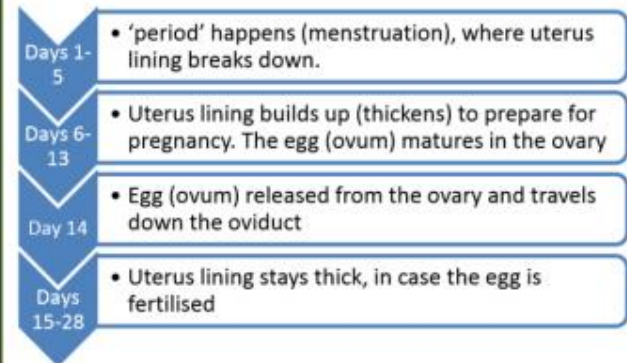 Days 1-
5
• ‘period’ happens (menstruation), where uterus
lining breaks down.
Days 6-
13
• Uterus lining builds up (thickens) to prepare for
pregnancy. The egg (ovum) matures in the ovary
Day 14
• Egg (ovum) released from the ovary and travels
down the oviduct
Days
15-28
• Uterus lining stays thick, in case the egg is
fertilised